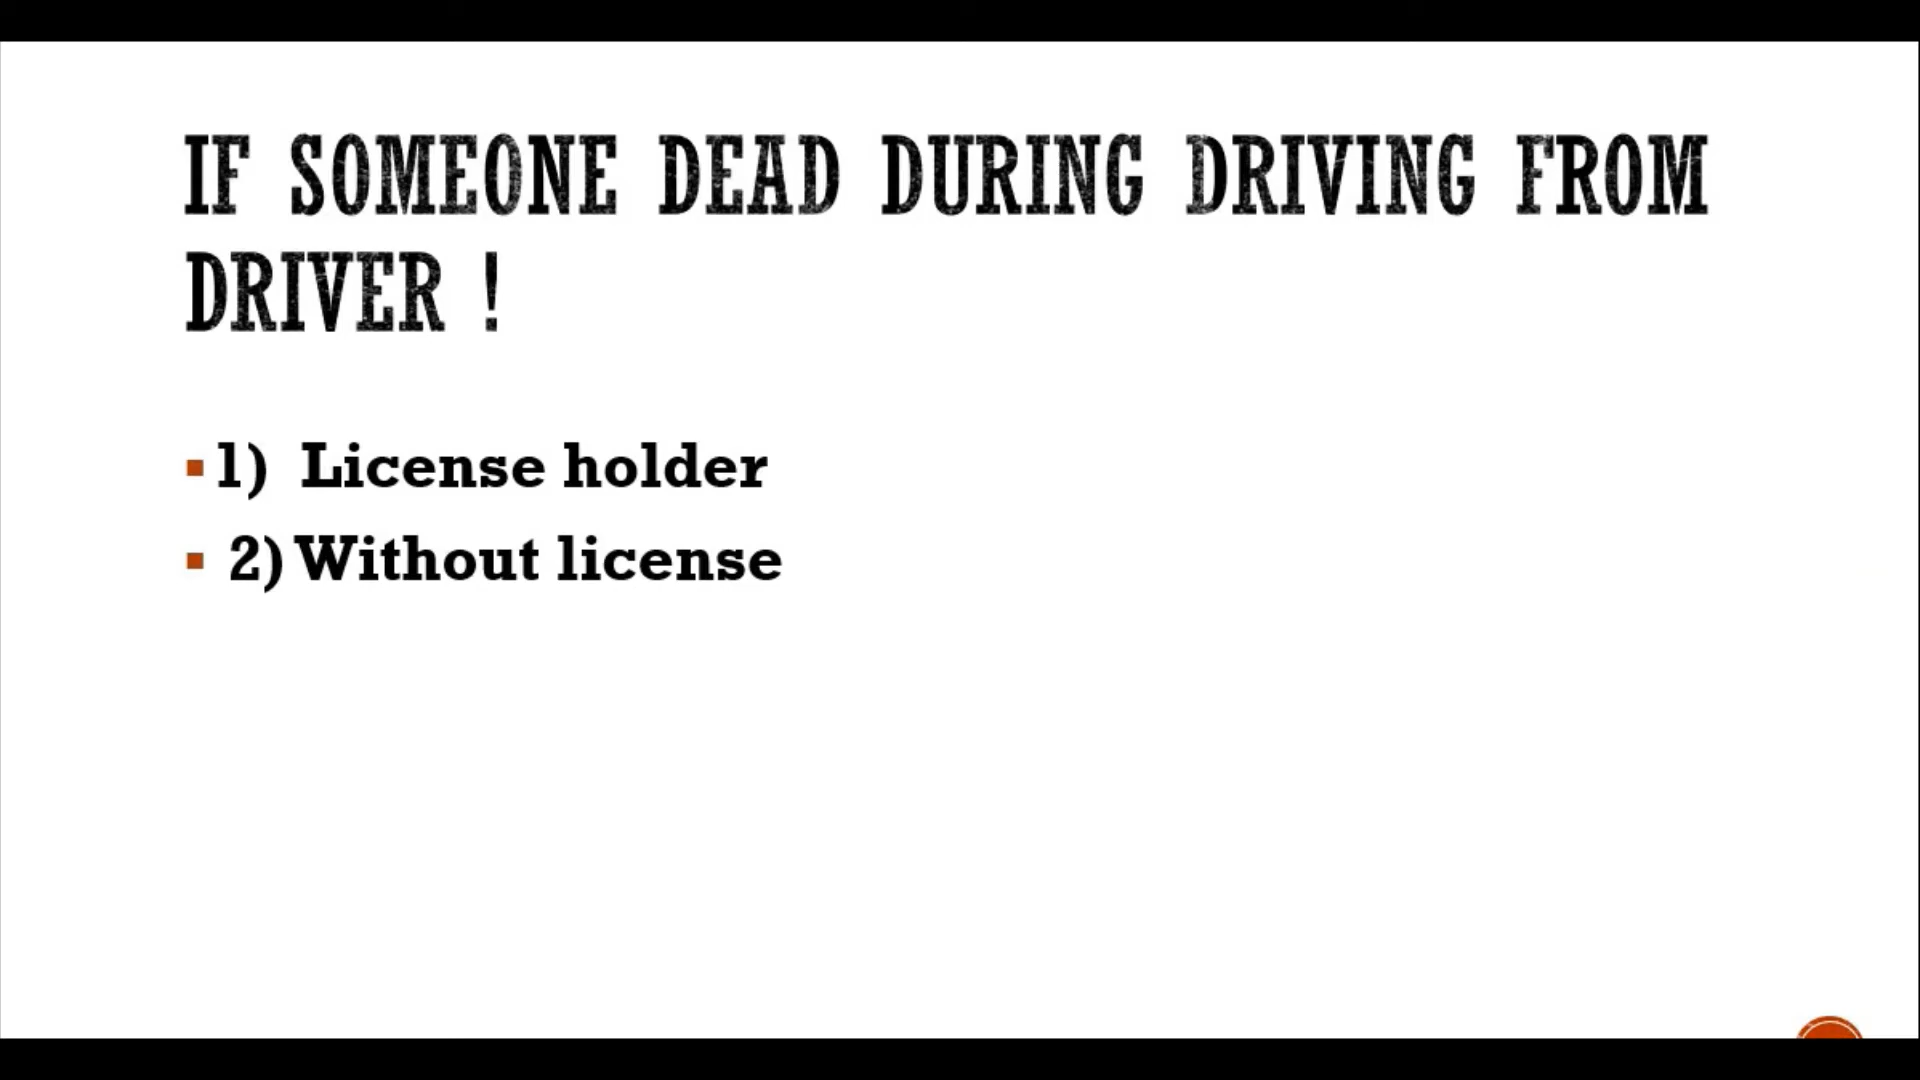 IF SOMEONE DEAD DURING DRIVING FROM
DRIVER !
1) License holder
2) Without license